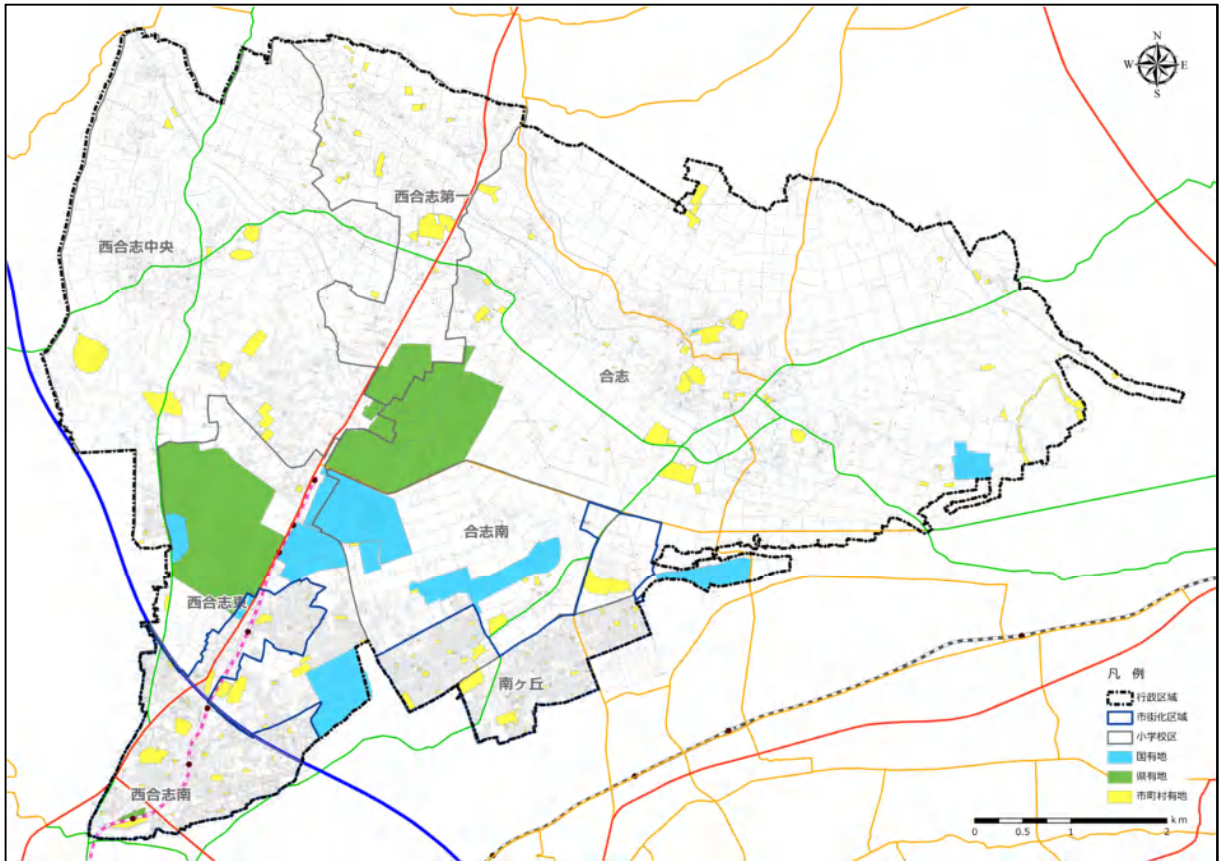 N
W E
S
西合志第一
西合志中央
合志
合志南
西合志東
南ヶ丘
西合志南
凡 例
行政区域
市街化区域
小学校区
国有地
県有地
市町村有地
km
0 0.5 1 2